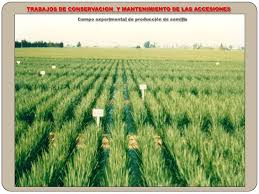 TRABAJOS DE CONSERVACION Y MANTENIMIENTO DE LAS ACCESIONES
Campo experimental de producción de semilla